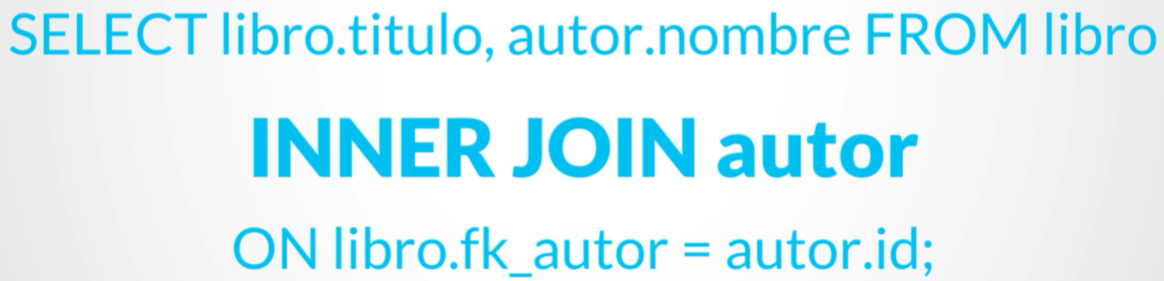 SELECT libro.titulo, autor.nombre FROM libro
INNER JOIN autor
ON libro.fk_autor = autor.id;